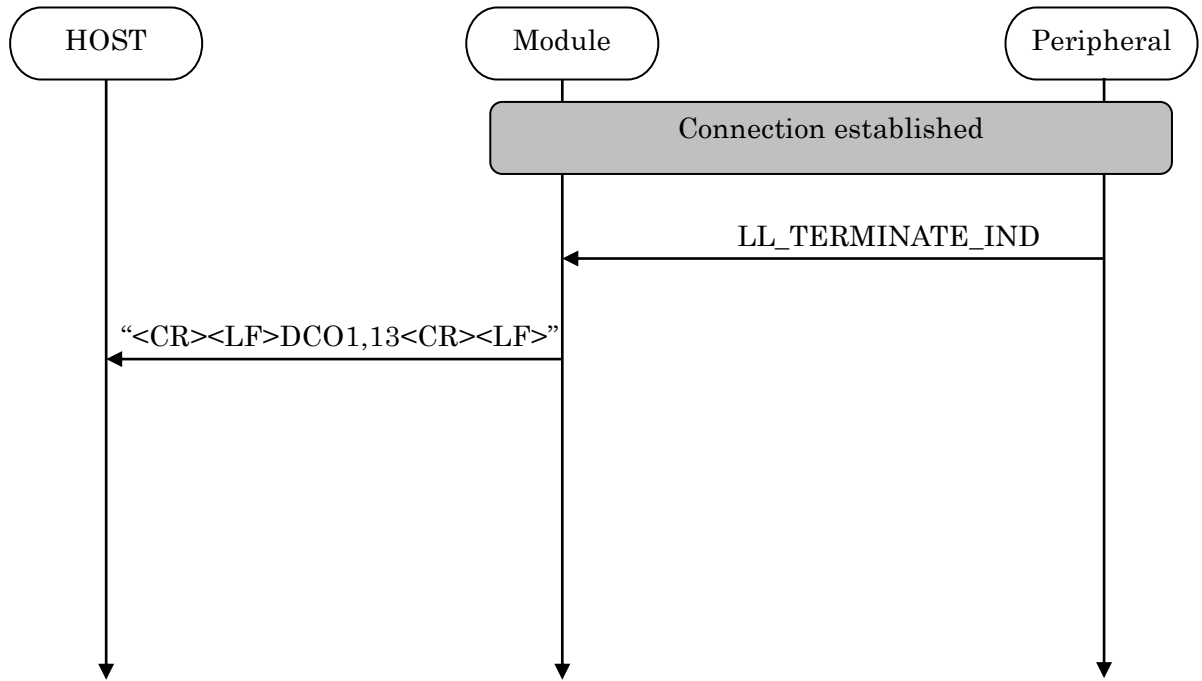 HOST
Module
Peripheral
Connection established
LL_TERMINATE_IND
“<CR><LF>DCO1,13<CR><LF>”